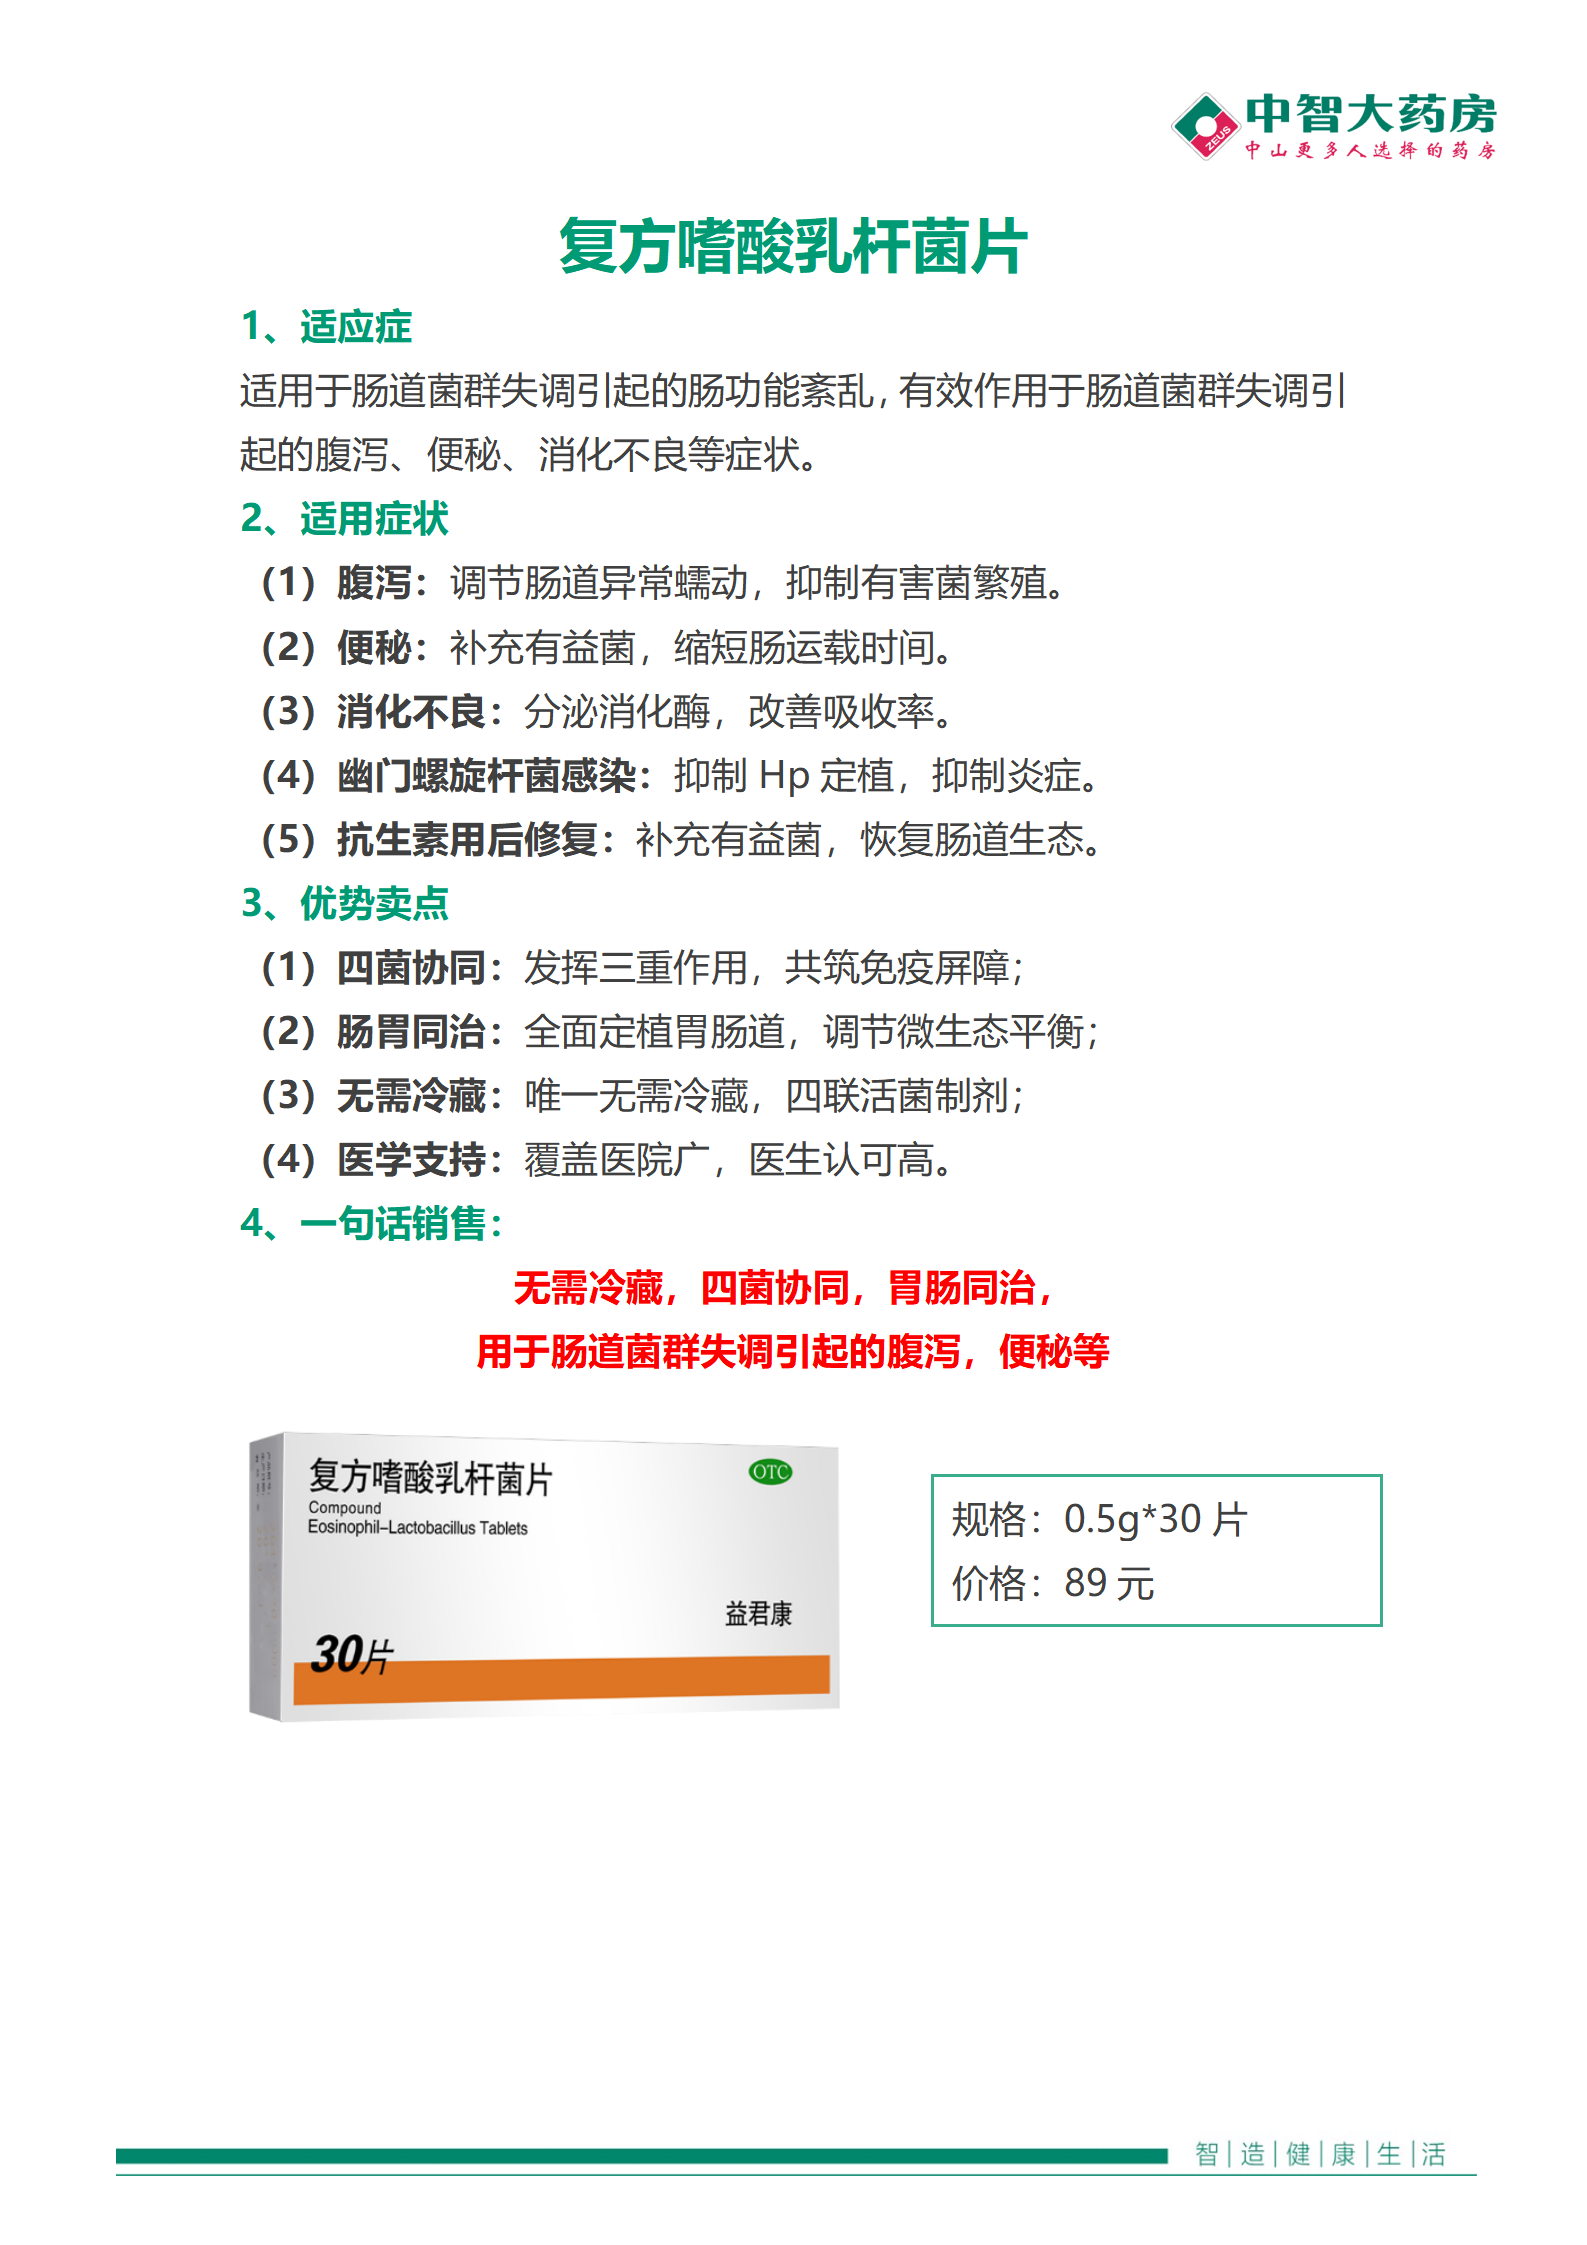 中智大药房
ZEUS
中山更多人选择的药房
复方嗜酸乳杆菌片
1、适应症
适用于肠道菌群失调引起的肠功能紊乱，有效作用于肠道菌群失调引
起的腹泻、便秘、消化不良等症状。
2、适用症状
（1）腹泻：调节肠道异常蠕动，抑制有害菌繁殖。
（2）便秘：补充有益菌，缩短肠运载时间。
（3）消化不良：分泌消化酶，改善吸收率。
（4）幽门螺旋杆菌感染：抑制 Hp 定植，抑制炎症。
（5）抗生素用后修复：补充有益菌，恢复肠道生态。
3、优势卖点
（1）四菌协同：发挥三重作用，共筑免疫屏障；
（2）肠胃同治：全面定植胃肠道，调节微生态平衡；
（3）无需冷藏：唯一无需冷藏，四联活菌制剂；
（4）医学支持：覆盖医院广，医生认可高。
4、一句话销售：
无需冷藏，四菌协同，胃肠同治，
用于肠道菌群失调引起的腹泻，便秘等
复方嗜酸乳杆菌片
OTC
Compound
Eosinophil-Lactobacillus Tablets
益君康
30片
规格：0.5g*30 片
价格：89 元
智|造|健|康|生|活